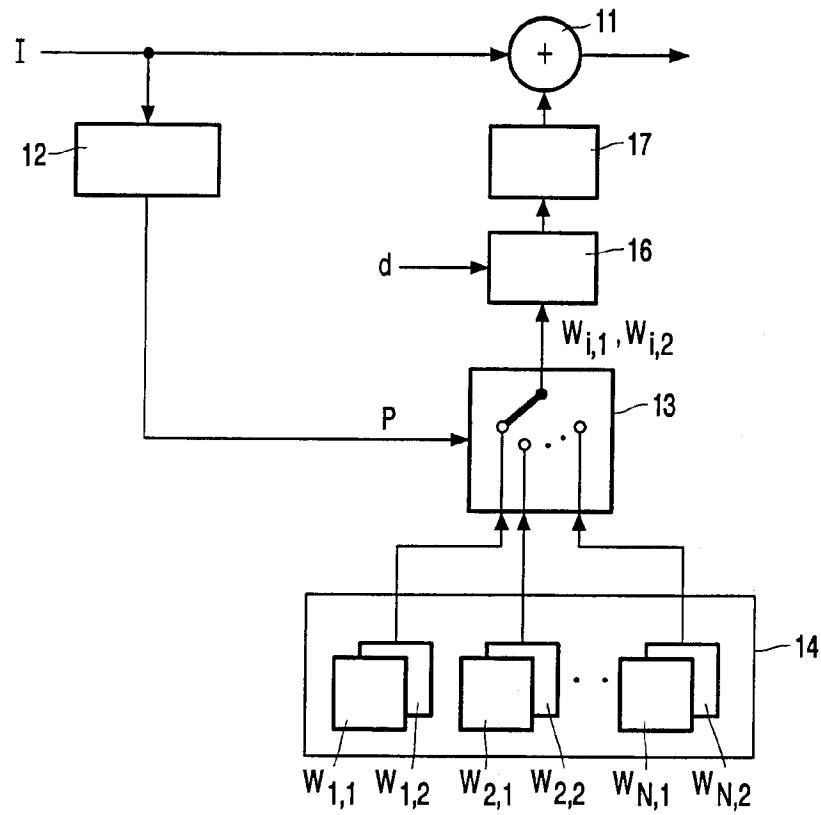 I
11
12
17
d
16
W_{i,1} , W_{i,2}
P
13
14
W_{1,1} W_{1,2} W_{2,1} W_{2,2} W_{N,1} W_{N,2}